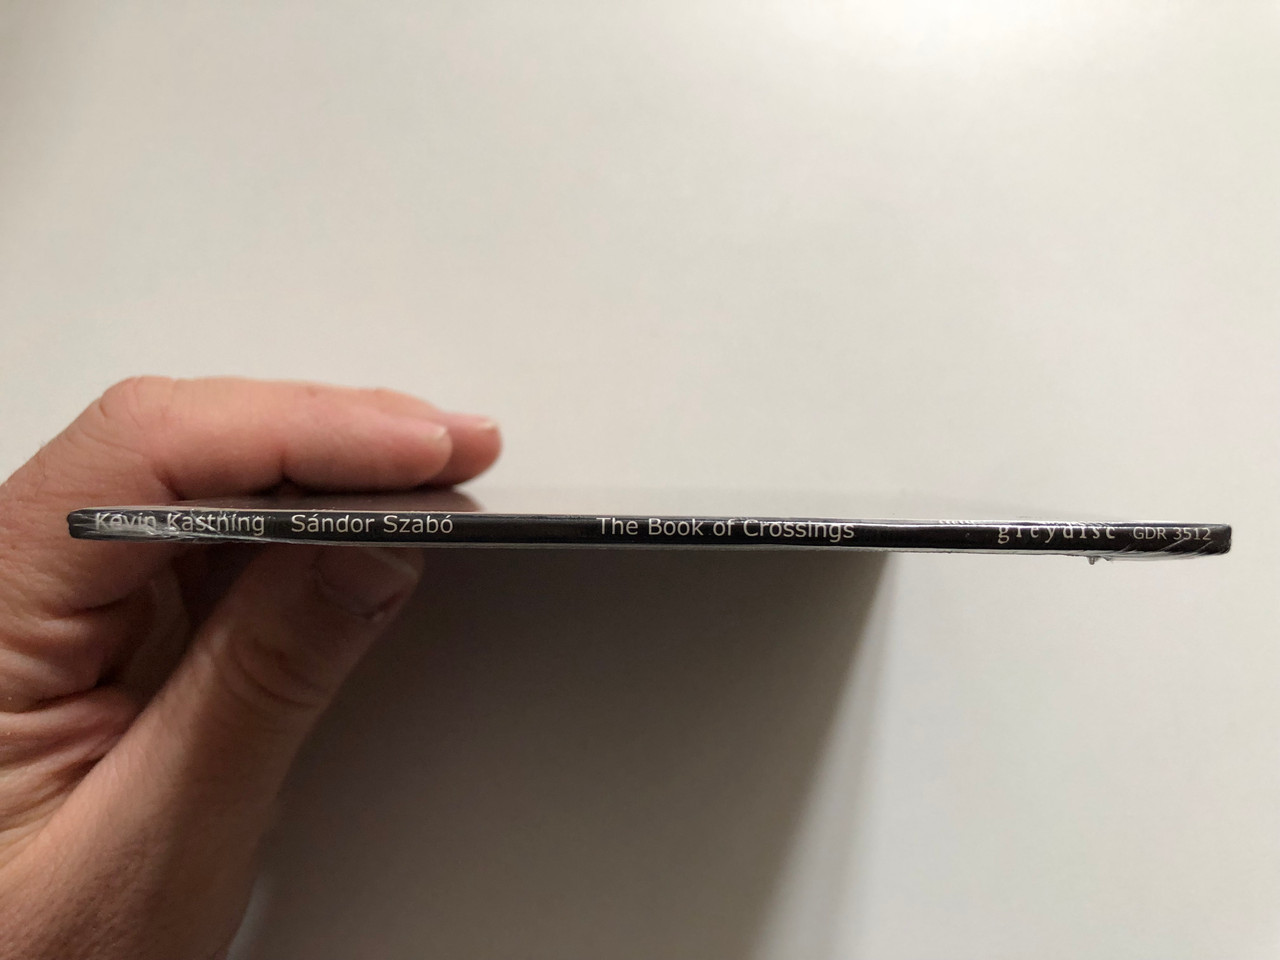 Kevin Kastning Sándor Szabó The Book of Crossings greydisc GDR 3512